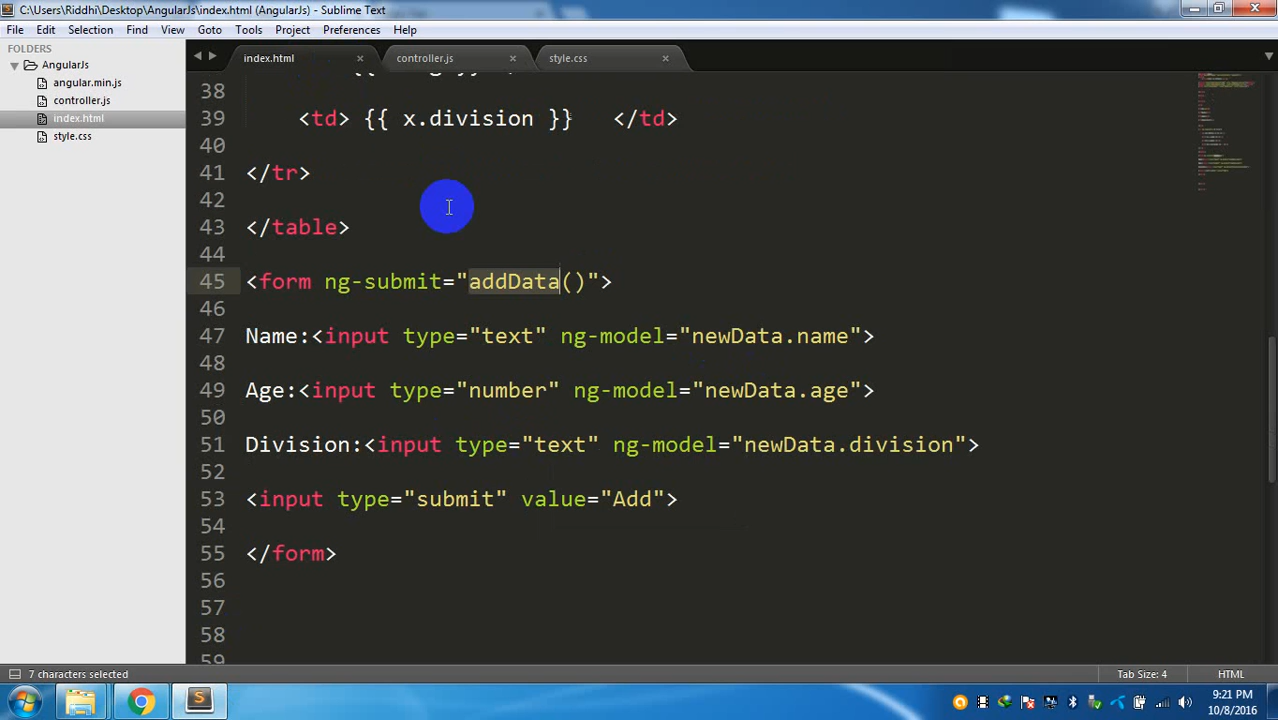 C:\Users\Riddhi\Desktop\AngularJs\index.html (AngularJs) - Sublime Text
File Edit Selection Find View Goto Tools Project Preferences Help
FOLDERS
AngularJs
angular.min.js
controller.js
index.html
style.css
index.html controller.js style.css
38
39 <td> {{ x.division }} </td>
40
41 </tr>
42
43 </table>
44
45 <form ng-submit="addData()">
46
47 Name:<input type="text" ng-model="newData.name">
48
49 Age:<input type="number" ng-model="newData.age">
50
51 Division:<input type="text" ng-model="newData.division">
52
53 <input type="submit" value="Add">
54
55 </form>
56
57
58
59
7 characters selected Tab Size: 4 HTML
9:21 PM
10/8/2016